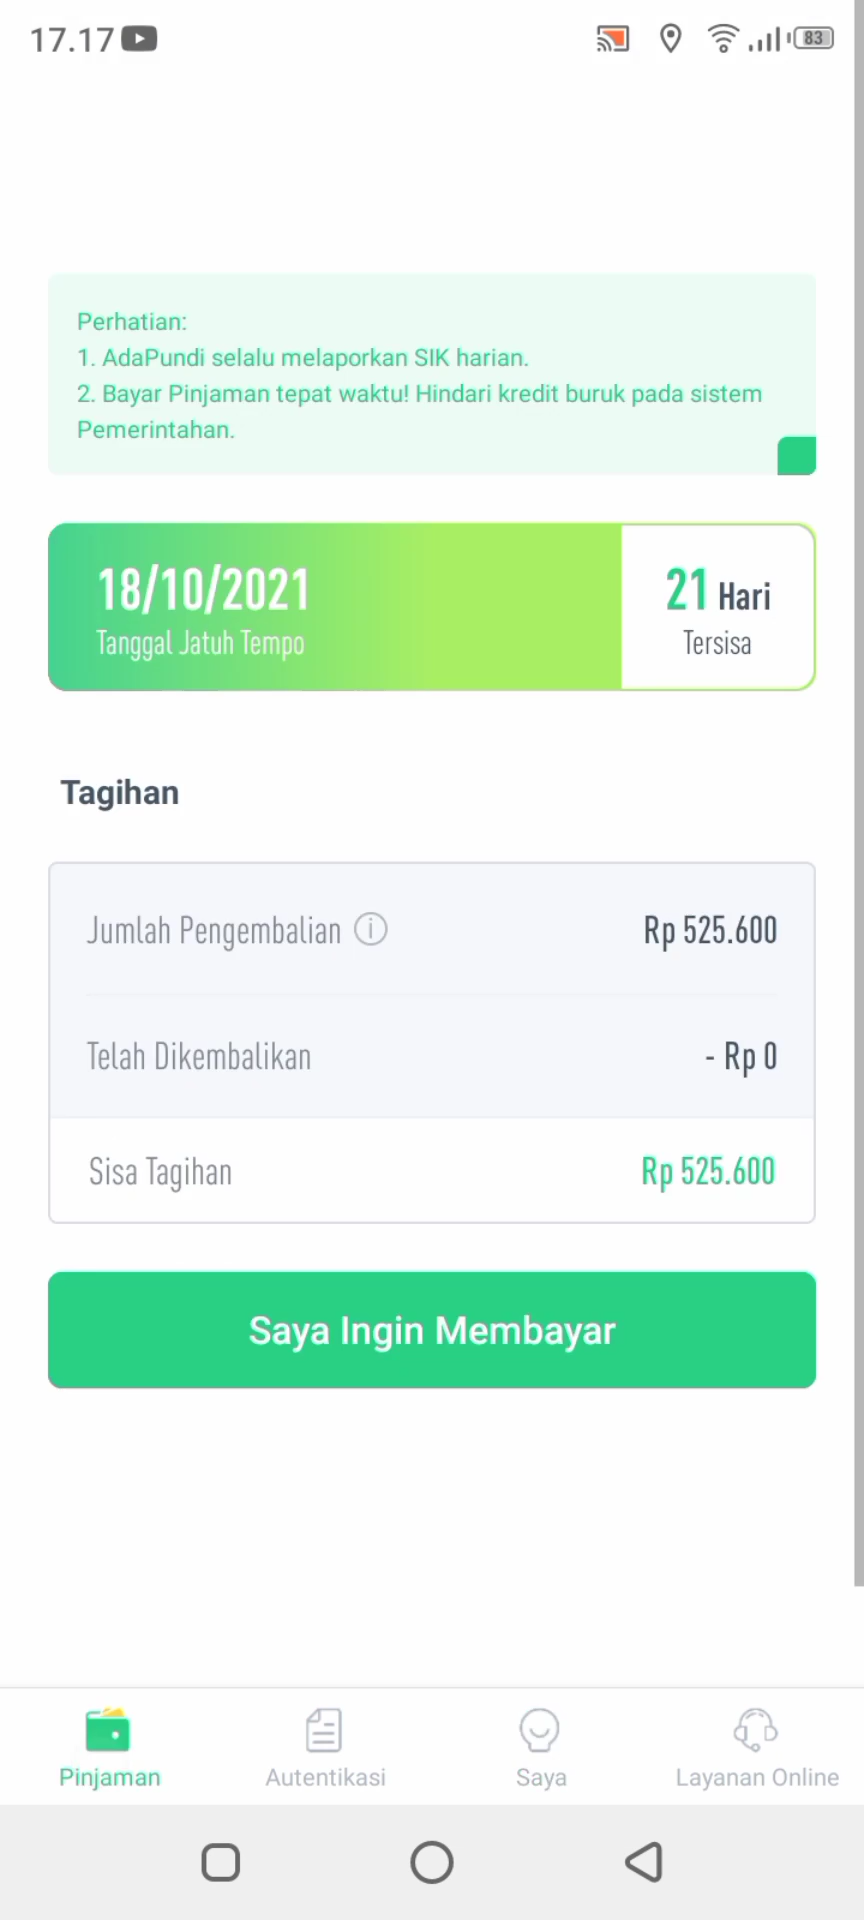 17.17
83
Perhatian:
1. AdaPundi selalu melaporkan SIK harian.
2. Bayar Pinjaman tepat waktu! Hindari kredit buruk pada sistem
Pemerintahan.
18/10/2021
Tanggal Jatuh Tempo
21 Hari
Tersisa
Tagihan
Jumlah Pengembalian
Rp 525.600
Telah Dikembalikan
- Rp 0
Sisa Tagihan
Rp 525.600
Saya Ingin Membayar
Pinjaman
Autentikasi
Saya
Layanan Online